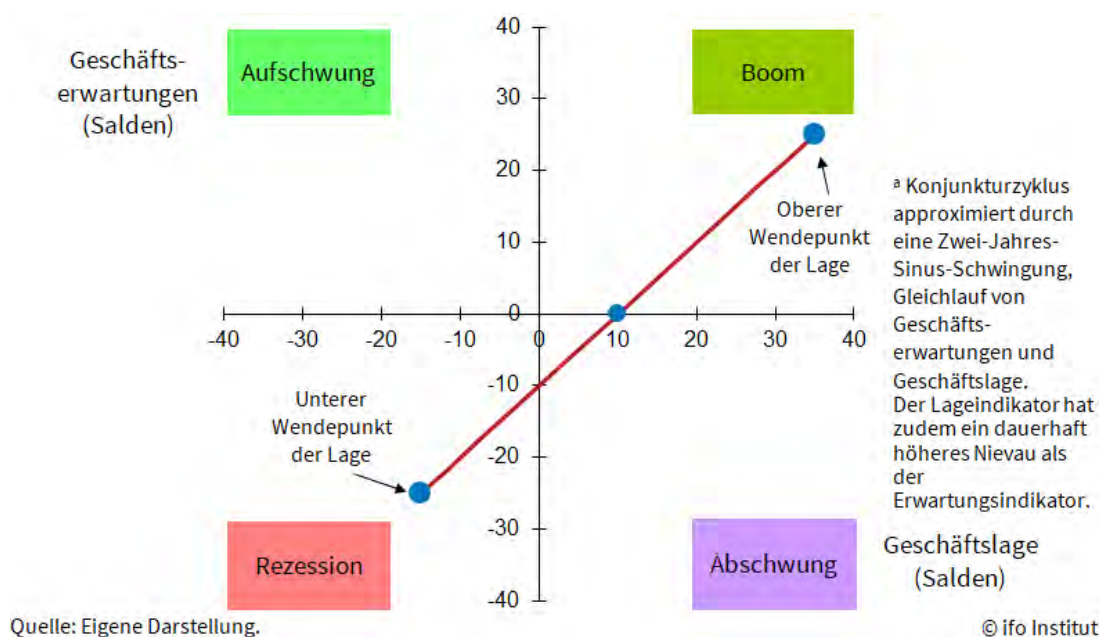 Geschäfts-
erwartungen
(Salden)
Aufschwung
Boom
40
30
20
10
0
-10
-20
-30
-40
-40
-30
-20
-10
0
10
20
30
40
Oberer
Wendepunkt
der Lage
Unterer
Wendepunkt
der Lage
ᵃ Konjunkturzyklus
approximiert durch
eine Zwei-Jahres-
Sinus-Schwingung,
Gleichlauf von
Geschäfts-
erwartungen und
Geschäftslage.
Der Lageindikator hat
zudem ein dauerhaft
höheres Nievau als
der
Erwartungsindikator.
Rezession
Abschwung
Geschäftslage
(Salden)
Quelle: Eigene Darstellung.
© ifo Institut